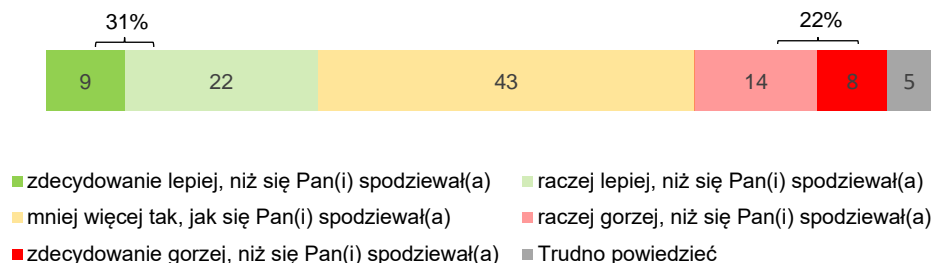 31% 22%
9 22 43 14 8 5
zdecydowanie lepiej, niż się Pan(i) spodziewał(a) raczej lepiej, niż się Pan(i) spodziewał(a)
mniej więcej tak, jak się Pan(i) spodziewał(a) raczej gorzej, niż się Pan(i) spodziewał(a)
zdecydowanie gorzej, niż się Pan(i) spodziewał(a) Trudno powiedzieć